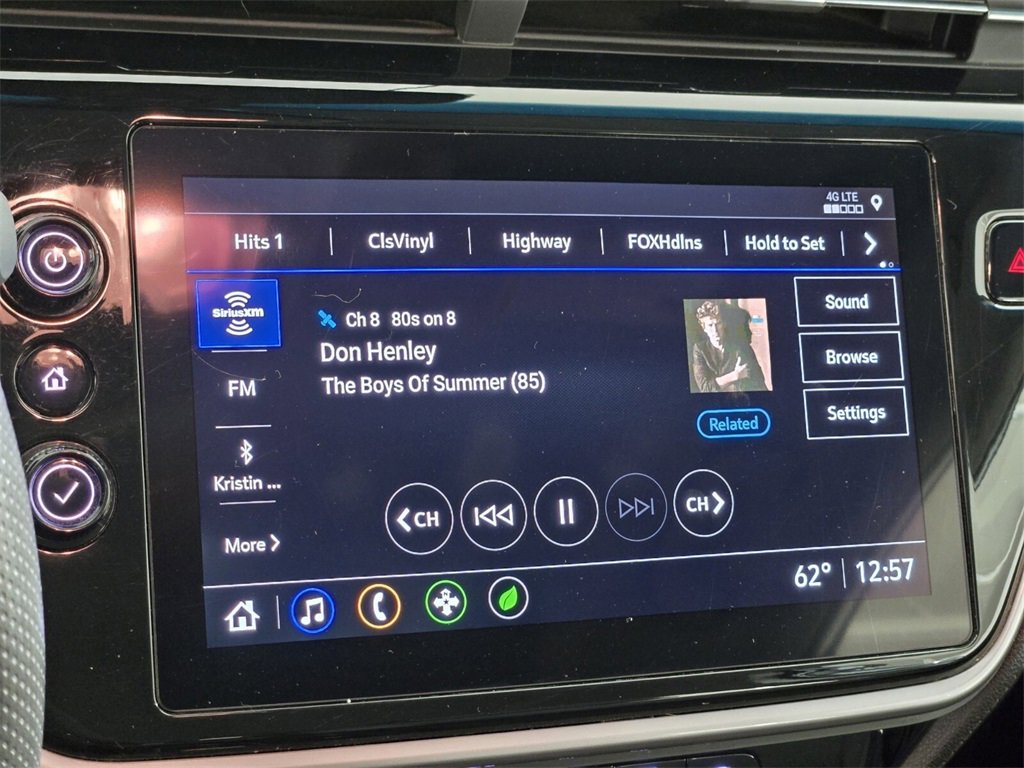 4G LTE
Hits 1
ClsVinyl
Highway
FOXHdlns
Hold to Set
SiriusXM
Ch 8 80s on 8
Sound
Don Henley
Browse
The Boys Of Summer (85)
FM
Settings
Related
Kristin ...
CH
CH
More
62° 12:57